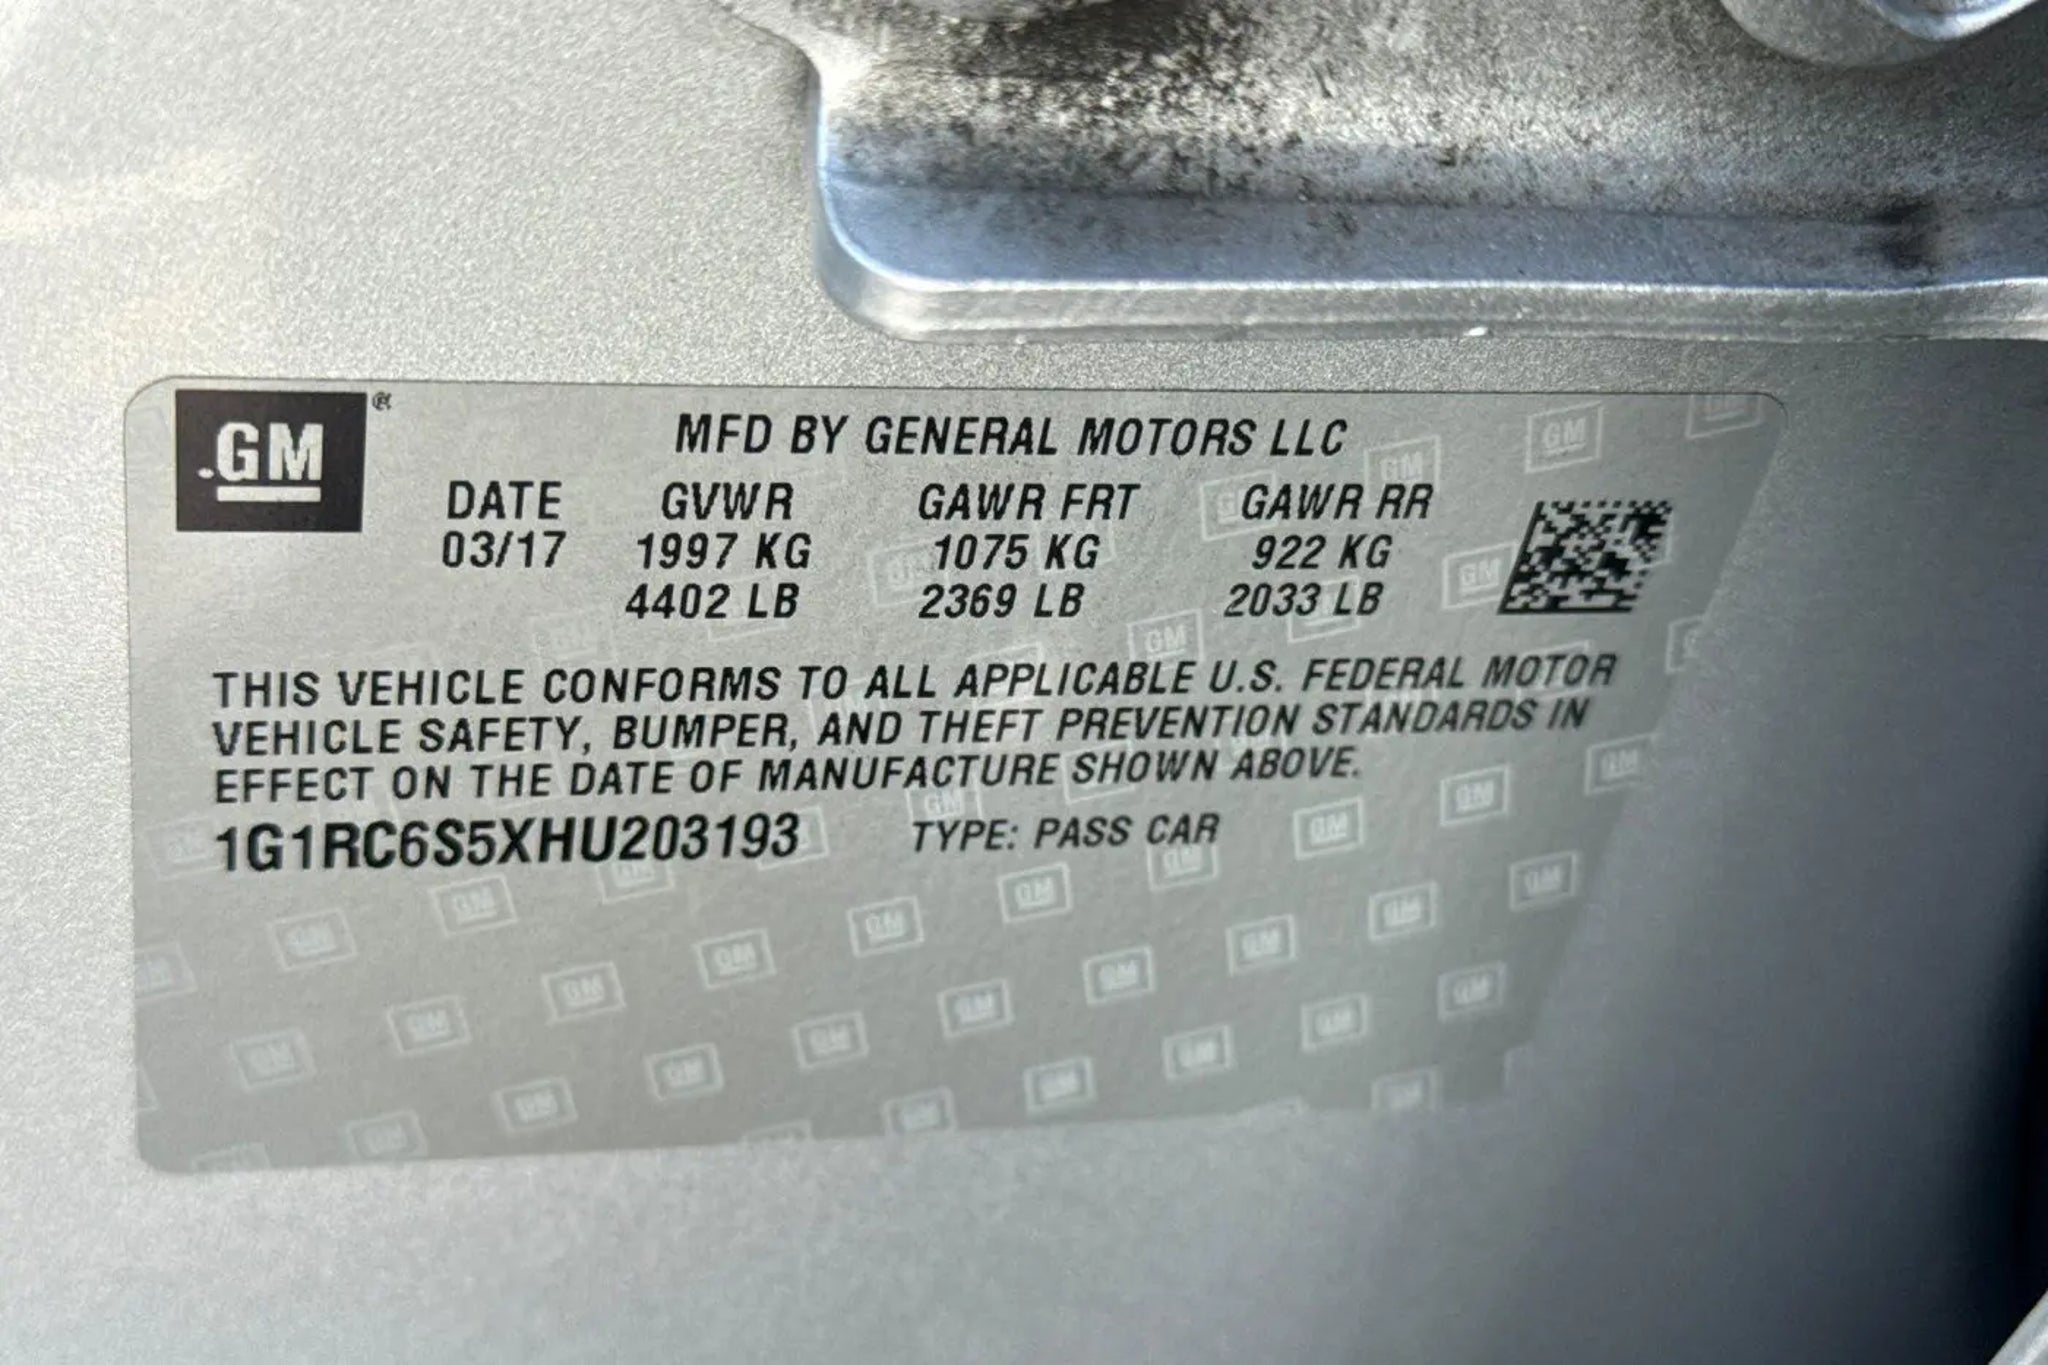 GM®
MFD BY GENERAL MOTORS LLC
DATE GVWR GAWR FRT GAWR RR
03/17 1997 KG 1075 KG 922 KG
4402 LB 2369 LB 2033 LB
THIS VEHICLE CONFORMS TO ALL APPLICABLE U.S. FEDERAL MOTOR
VEHICLE SAFETY, BUMPER, AND THEFT PREVENTION STANDARDS IN
EFFECT ON THE DATE OF MANUFACTURE SHOWN ABOVE.
1G1RC6S5XHU203193 TYPE: PASS CAR